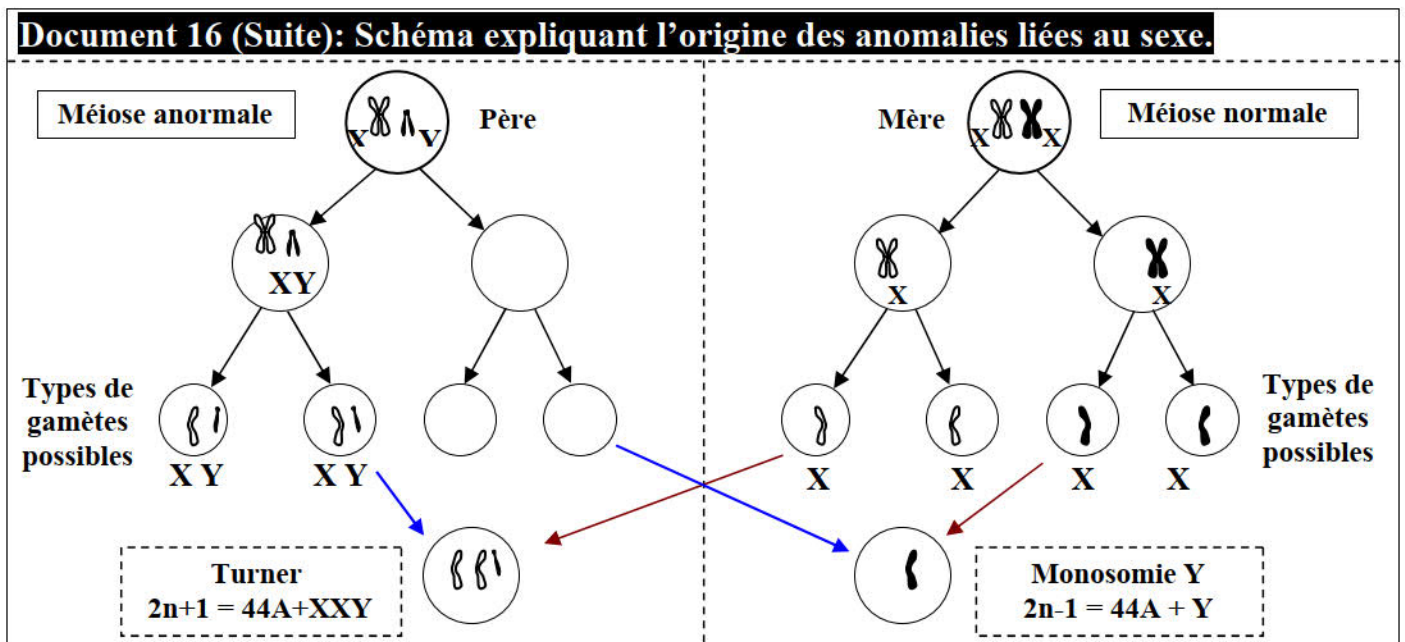 Document 16 (Suite): Schéma expliquant l'origine des anomalies liées au sexe.
Méiose anormale
Père
X Y
XY
Types de
gamètes
possibles
X Y
X Y
Turner
2n+1 = 44A+XXY
Mère
Méiose normale
X X
X
X
Types de
gamètes
possibles
X
X
X
X
Monosomie Y
2n-1 = 44A + Y